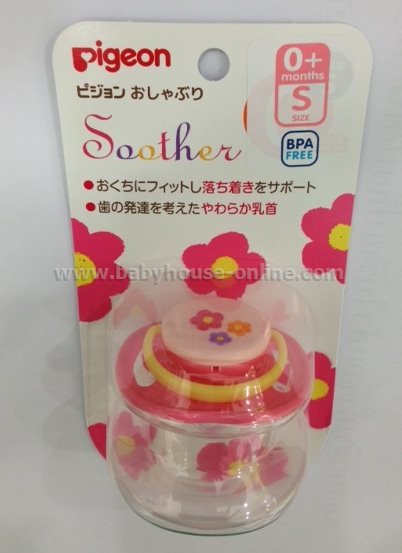 Pigeon
0+
months
S
SIZE
ピジョン おしゃぶり
Soother
BPA
FREE
●おくちにフィットし落ち着きをサポート
●歯の発達を考えたやわらか乳首
www.babyhouse-online.com